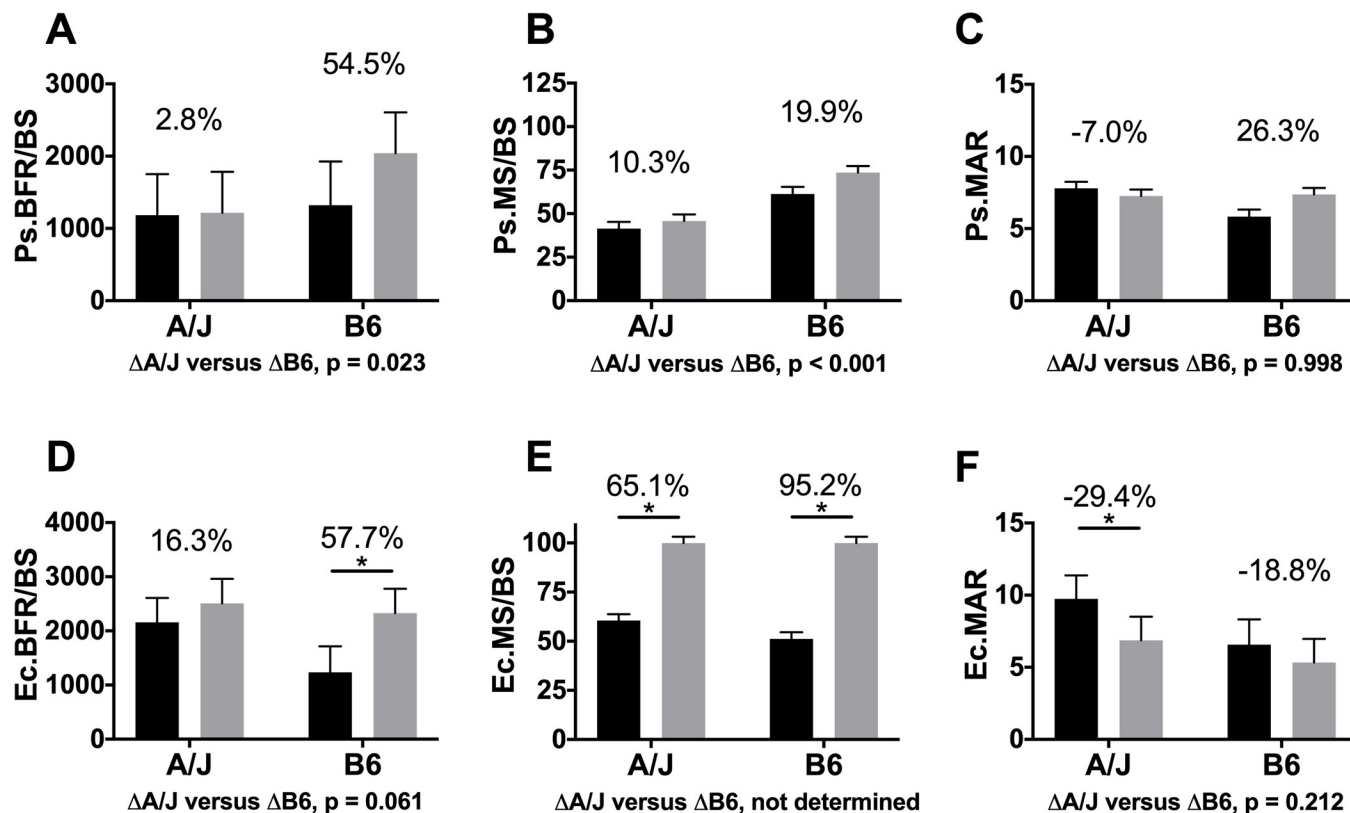 A
Ps.BFR/BS
3000
2000
1000
0
2.8%
54.5%
A/J
B6
ΔA/J versus ΔB6, p = 0.023
B
Ps.MS/BS
125
100
75
50
25
0
10.3%
19.9%
A/J
B6
ΔA/J versus ΔB6, p < 0.001
C
Ps.MAR
15
10
5
0
-7.0%
26.3%
A/J
B6
ΔA/J versus ΔB6, p = 0.998
D
Ec.BFR/BS
4000
3000
2000
1000
0
16.3%
57.7%
*
A/J
B6
ΔA/J versus ΔB6, p = 0.061
E
Ec.MS/BS
100
75
50
25
0
65.1%
*
95.2%
*
A/J
B6
ΔA/J versus ΔB6, not determined
F
Ec.MAR
15
10
5
0
-29.4%
*
-18.8%
A/J
B6
ΔA/J versus ΔB6, p = 0.212